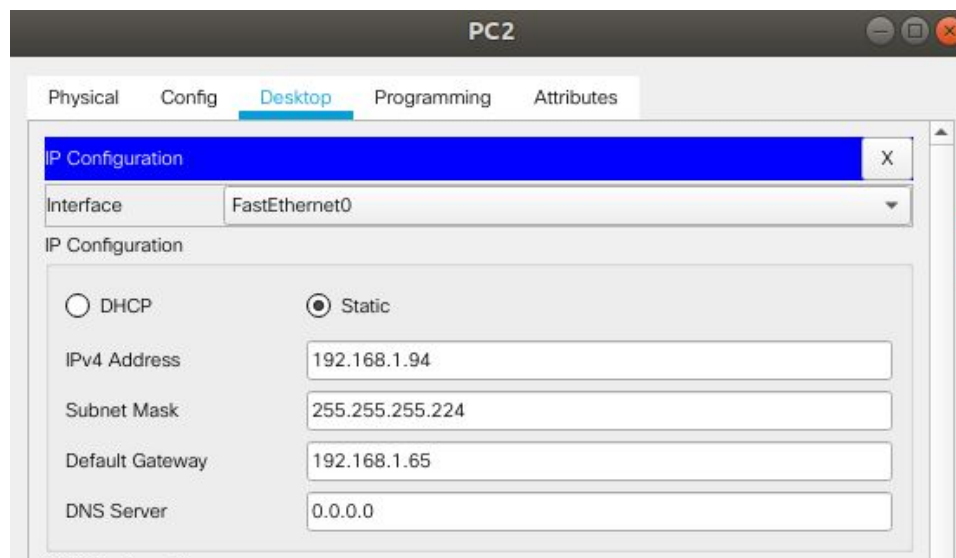 PC2
Physical Config Desktop Programming Attributes
IP Configuration X
Interface FastEthernet0
IP Configuration
DHCP Static
IPv4 Address 192.168.1.94
Subnet Mask 255.255.255.224
Default Gateway 192.168.1.65
DNS Server 0.0.0.0